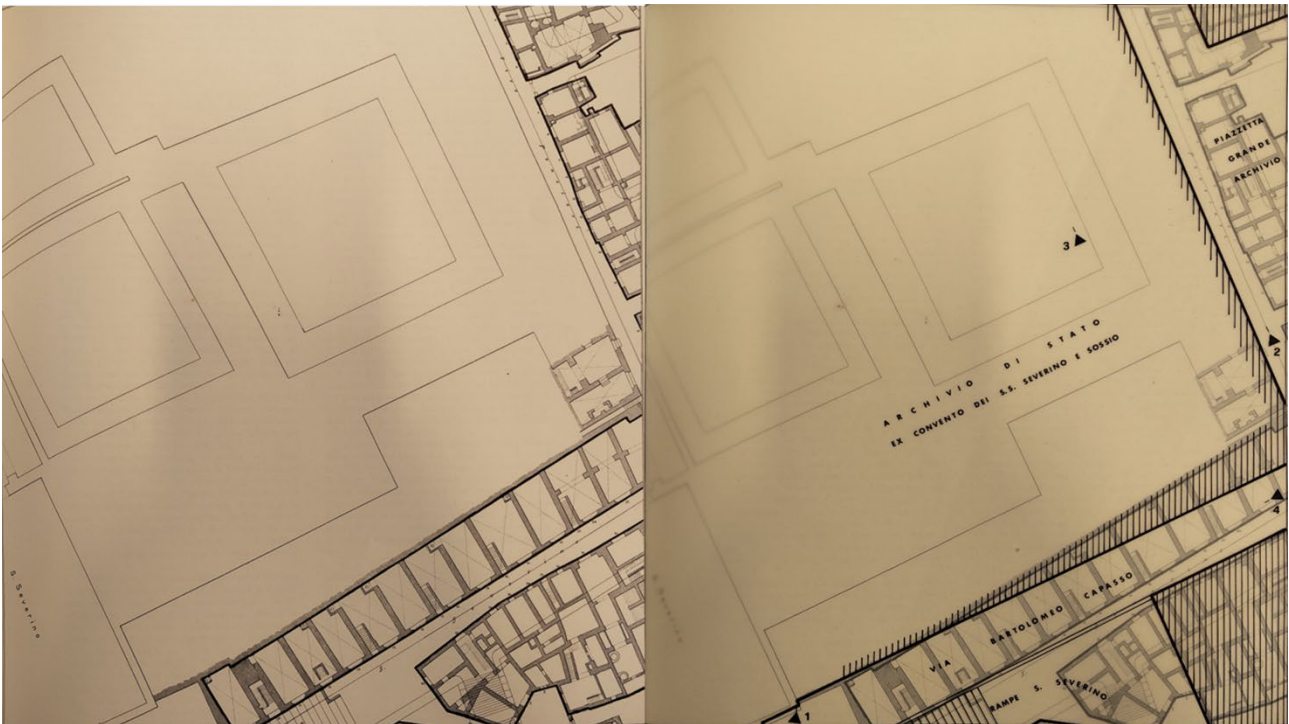 S. Severino
PIAZZETTA
GRANDE
ARCHIVIO
3
ARCHIVIO DI STATO
EX CONVENTO DEI S.S. SEVERINO E SOSSIO
2
4
VIA BARTOLOMEO CAPASSO
RAMPE S. SEVERINO
1